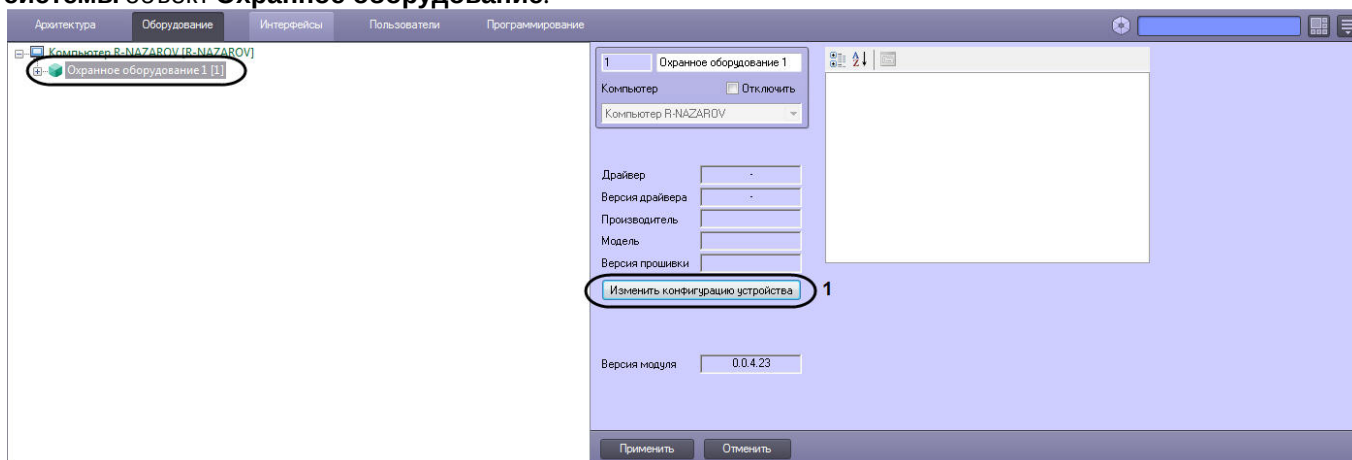 системы объект Охранное оборудование.
Архитектура Оборудование Интерфейсы Пользователи Программирование
Компьютер R-NAZAROV [R-NAZAROV]
Охранное оборудование 1 [1]
1 Охранное оборудование 1
Компьютер Отключить
Компьютер R-NAZAROV
Драйвер -
Версия драйвера -
Производитель
Модель
Версия прошивки
Изменить конфигурацию устройства 1
Версия модуля 0.0.4.23
Применить Отменить